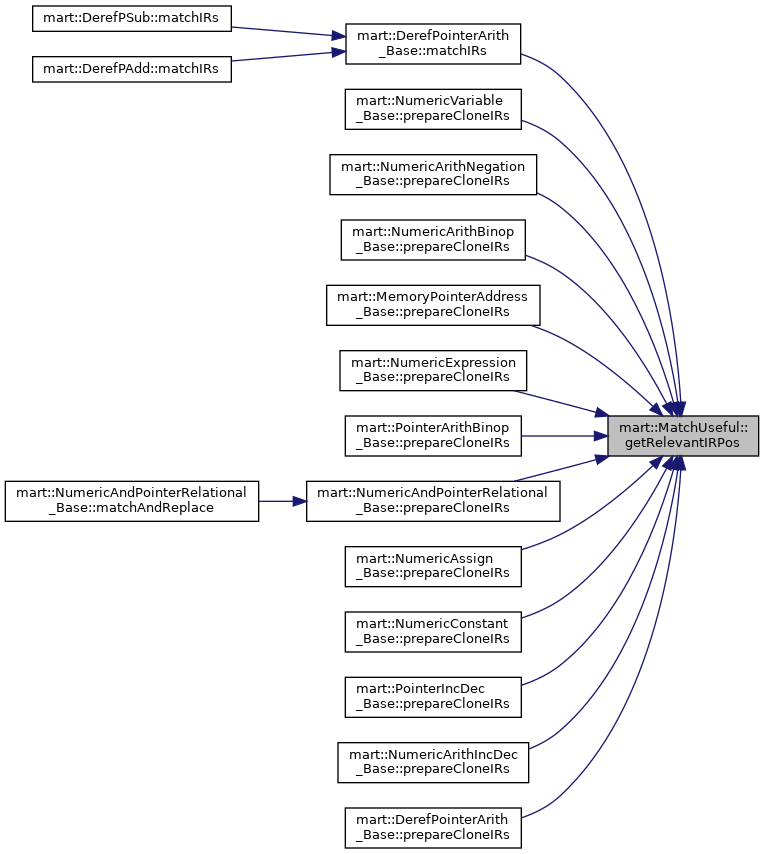 mart::DerefPSub::matchIRs
mart::DerefPAdd::matchIRs
mart::DerefPointerArith
_Base::matchIRs
mart::NumericVariable
_Base::prepareCloneIRs
mart::NumericArithNegation
_Base::prepareCloneIRs
mart::NumericArithBinop
_Base::prepareCloneIRs
mart::MemoryPointerAddress
_Base::prepareCloneIRs
mart::NumericExpression
_Base::prepareCloneIRs
mart::PointerArithBinop
_Base::prepareCloneIRs
mart::MatchUseful::
getRelevantIRPos
mart::NumericAndPointerRelational
_Base::matchAndReplace
mart::NumericAndPointerRelational
_Base::prepareCloneIRs
mart::NumericAssign
_Base::prepareCloneIRs
mart::NumericConstant
_Base::prepareCloneIRs
mart::PointerIncDec
_Base::prepareCloneIRs
mart::NumericArithIncDec
_Base::prepareCloneIRs
mart::DerefPointerArith
_Base::prepareCloneIRs